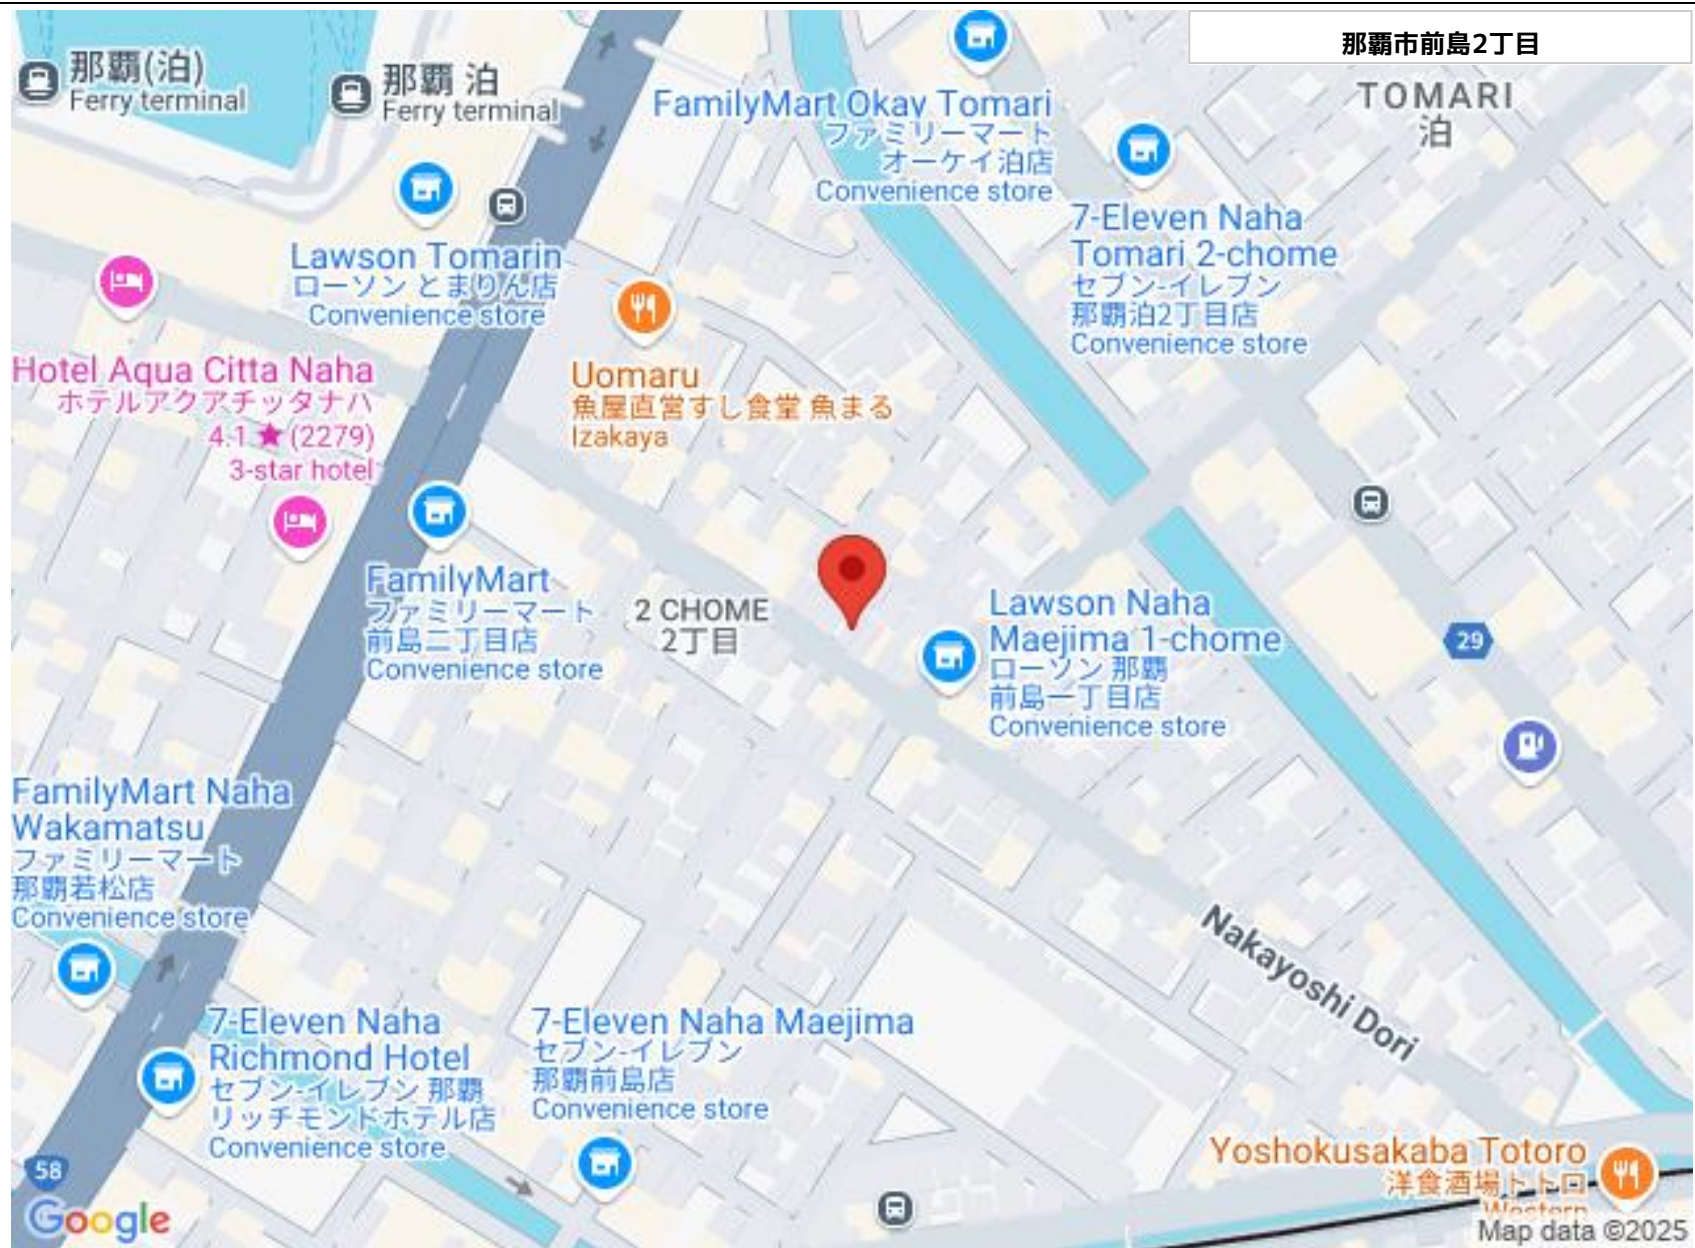 那覇市前島2丁目
那覇(泊)
Ferry terminal
那覇 泊
Ferry terminal
FamilyMart Okay Tomari
ファミリーマート
オーケイ泊店
Convenience store
TOMARI
泊
7-Eleven Naha
Tomari 2-chome
セブン-イレブン
那覇泊2丁目店
Convenience store
Lawson Tomarin
ローソン とまりん店
Convenience store
Hotel Aqua Citta Naha
ホテルアクアチッタナハ
4.1 ★ (2279)
3-star hotel
Uomaru
魚屋直営すし食堂 魚まる
Izakaya
FamilyMart
ファミリーマート
前島二丁目店
Convenience store
2 CHOME
2丁目
Lawson Naha
Maejima 1-chome
ローソン 那覇
前島一丁目店
Convenience store
29
FamilyMart Naha
Wakamatsu
ファミリーマート
那覇若松店
Convenience store
Nakayoshi Dori
7-Eleven Naha
Richmond Hotel
セブン-イレブン 那覇
リッチモンドホテル店
Convenience store
7-Eleven Naha Maejima
セブン-イレブン
那覇前島店
Convenience store
58
Yoshokusakaba Totoro
洋食酒場トトロ
Western
Google
Map data ©2025